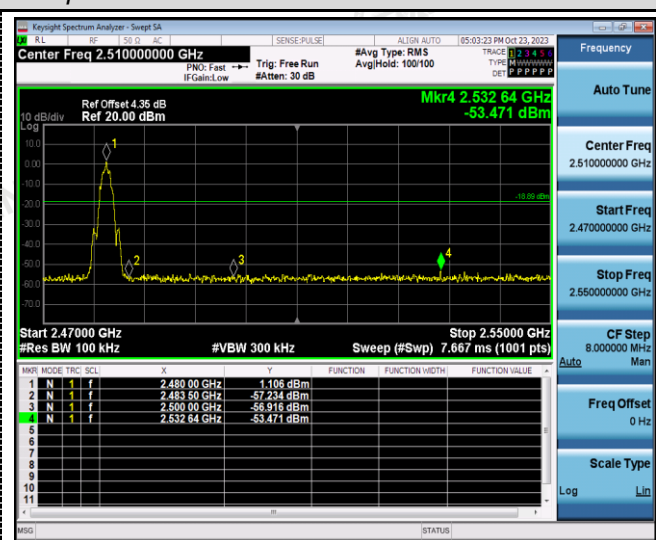 Keysight Spectrum Analyzer - Swept SA
RL RF 50 Ω AC SENSE:PULSE ALIGN AUTO 05:03:23 PM Oct 23, 2023
Center Freq 2.510000000 GHz
PNO: Fast
IFGain:Low
Trig: Free Run
#Atten: 30 dB
#Avg Type: RMS
Avg|Hold: 100/100
TRACE 1 2 3 4 5 6
TYPE M WWWWW
DET P P P P P P
Frequency
Auto Tune
Center Freq
2.510000000 GHz
Start Freq
2.470000000 GHz
Stop Freq
2.550000000 GHz
CF Step
8.000000 MHz
Auto Man
Freq Offset
0 Hz
Scale Type
Log Lin
Ref Offset 4.35 dB
10 dB/div Ref 20.00 dBm
Log
Mkr4 2.532 64 GHz
-53.471 dBm
10.0
0.00
-10.0
-20.0
-30.0
-40.0
-50.0
-60.0
-70.0
1
2
3
4
-18.89 dBm
Start 2.47000 GHz Stop 2.55000 GHz
#Res BW 100 kHz #VBW 300 kHz Sweep (#Swp) 7.667 ms (1001 pts)
MKR MODE TRC SCL X Y FUNCTION FUNCTION WIDTH FUNCTION VALUE
1 N 1 f 2.480 00 GHz 1.106 dBm
2 N 1 f 2.483 50 GHz -57.234 dBm
3 N 1 f 2.500 00 GHz -56.916 dBm
4 N 1 f 2.532 64 GHz -53.471 dBm
5
6
7
8
9
10
11
MSG STATUS